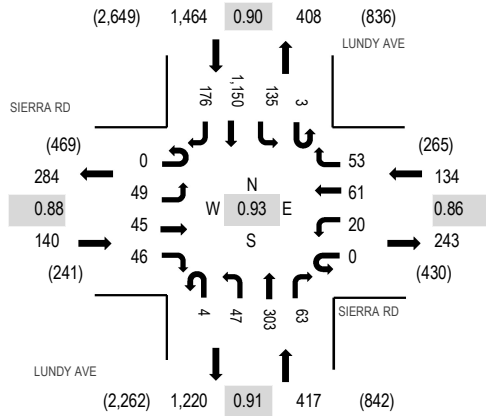 (2,649) 1,464 0.90 408 (836)
LUNDY AVE
176 1,150 135 3
SIERRA RD
(469) (265)
0 53
284 134
49 N 61
0.88 W 0.93 E 0.86
45 20
140 S 243
46 0
(241) (430)
4 47 303 63
SIERRA RD
LUNDY AVE
(2,262) 1,220 0.91 417 (842)